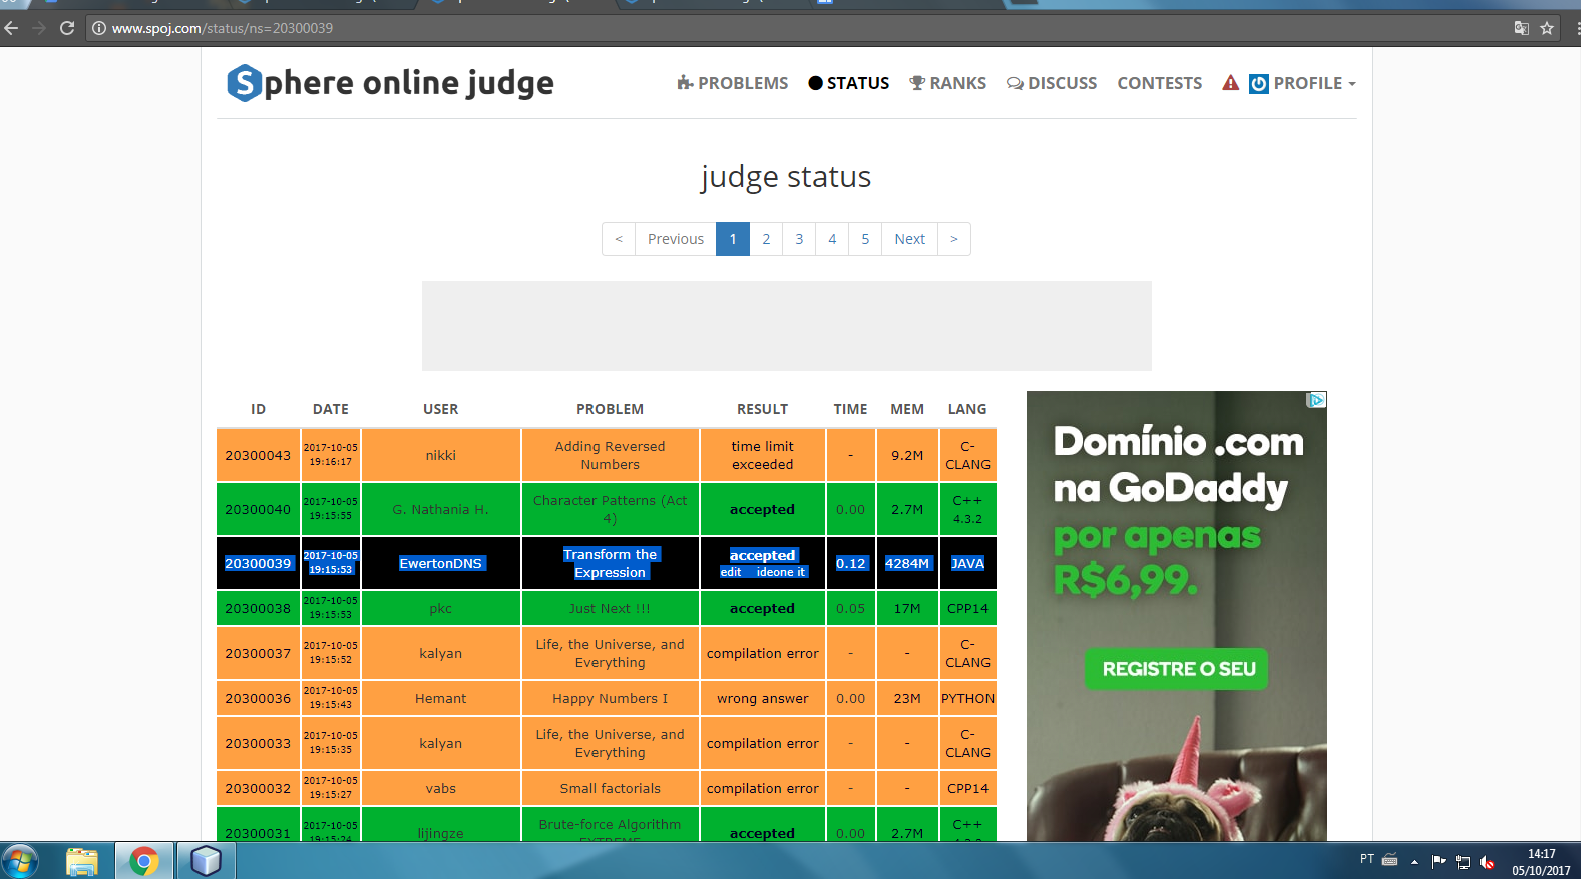 www.spoj.com/status/ns=20300039
Sphere online judge
PROBLEMS STATUS RANKS DISCUSS CONTESTS PROFILE
judge status
< Previous 1 2 3 4 5 Next >
ID DATE USER PROBLEM RESULT TIME MEM LANG
20300043 2017-10-05 19:16:17 nikki Adding Reversed Numbers time limit exceeded - 9.2M C-CLANG
20300040 2017-10-05 19:15:55 G. Nathania H. Character Patterns (Act 4) accepted 0.00 2.7M C++ 4.3.2
20300039 2017-10-05 19:15:53 EwertonDNS Transform the Expression accepted edit ideone it 0.12 4284M JAVA
20300038 2017-10-05 19:15:53 pkc Just Next !!! accepted 0.05 17M CPP14
20300037 2017-10-05 19:15:52 kalyan Life, the Universe, and Everything compilation error - - C-CLANG
20300036 2017-10-05 19:15:43 Hemant Happy Numbers I wrong answer 0.00 23M PYTHON
20300033 2017-10-05 19:15:35 kalyan Life, the Universe, and Everything compilation error - - C-CLANG
20300032 2017-10-05 19:15:27 vabs Small factorials compilation error - - CPP14
20300031 2017-10-05 19:15:24 lijingze Brute-force Algorithm accepted 0.00 2.7M C++
Domínio .com
na GoDaddy
por apenas
R$6,99.
REGISTRE O SEU
PT
14:17
05/10/2017